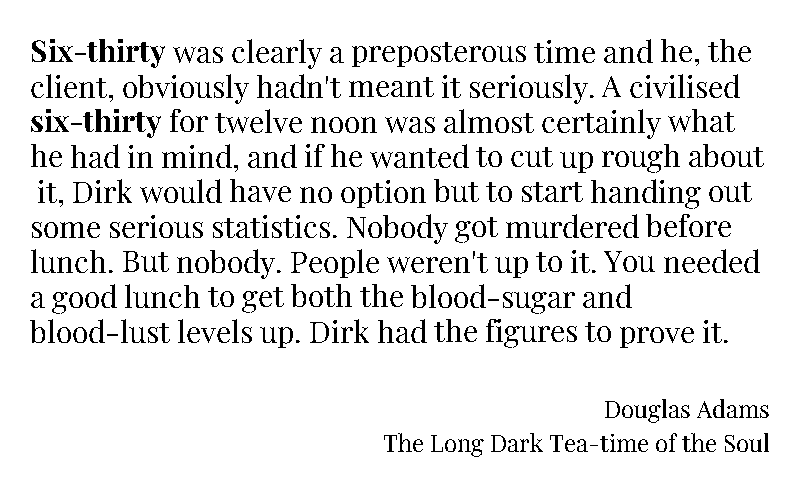 Six-thirty was clearly a preposterous time and he, the
client, obviously hadn't meant it seriously. A civilised
six-thirty for twelve noon was almost certainly what
he had in mind, and if he wanted to cut up rough about
it, Dirk would have no option but to start handing out
some serious statistics. Nobody got murdered before
lunch. But nobody. People weren't up to it. You needed
a good lunch to get both the blood-sugar and
blood-lust levels up. Dirk had the figures to prove it.
Douglas Adams
The Long Dark Tea-time of the Soul